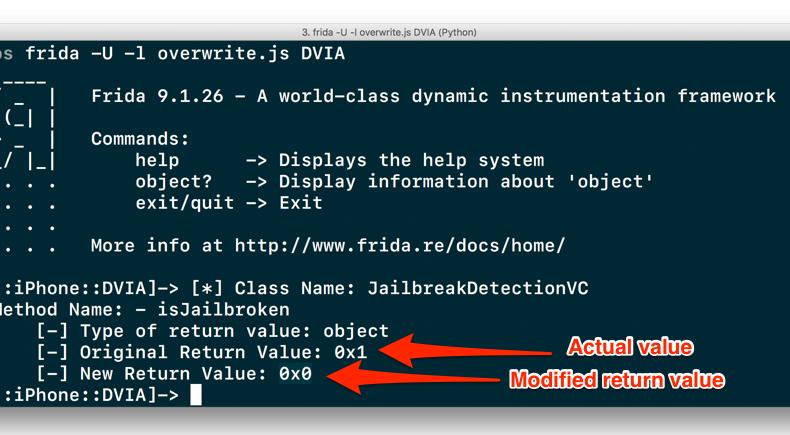 3. frida -U -l overwrite.js DVIA (Python)
os frida -U -l overwrite.js DVIA
Frida 9.1.26 - A world-class dynamic instrumentation framework
Commands:
help -> Displays the help system
object? -> Display information about 'object'
exit/quit -> Exit
More info at http://www.frida.re/docs/home/
:iPhone::DVIA]-> [*] Class Name: JailbreakDetectionVC
Method Name: - isJailbroken
[-] Type of return value: object
[-] Original Return Value: 0x1
Actual value
[-] New Return Value: 0x0
Modified return value
:iPhone::DVIA]->